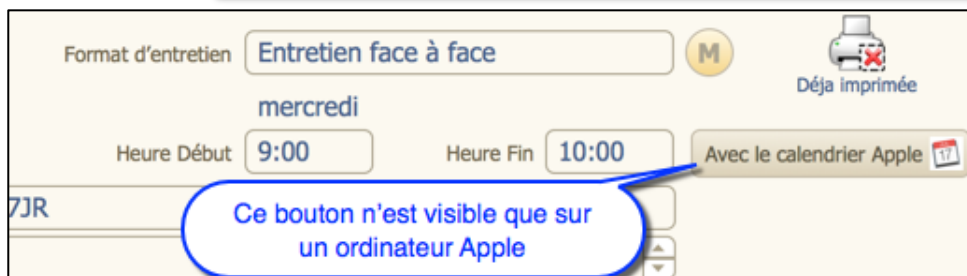 Format d'entretien Entretien face à face M
Déja imprimée
mercredi
Heure Début 9:00 Heure Fin 10:00 Avec le calendrier Apple 17
7JR
Ce bouton n'est visible que sur
un ordinateur Apple